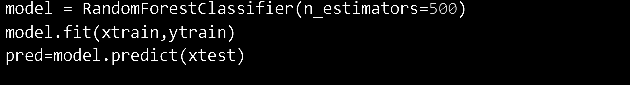 model = RandomForestClassifier(n_estimators=500)
model.fit(xtrain,ytrain)
pred=model.predict(xtest)